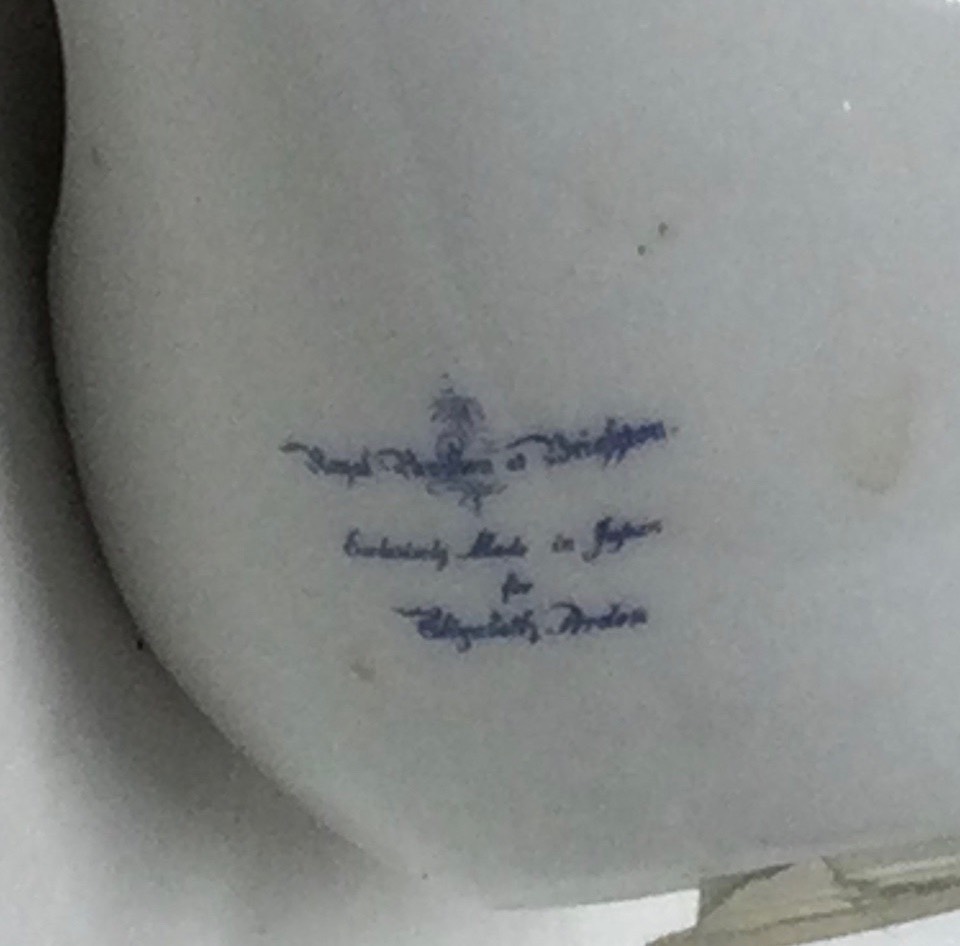 Royal Pavilion at Brighton
Exclusively Made in Japan
for
Elizabeth Arden